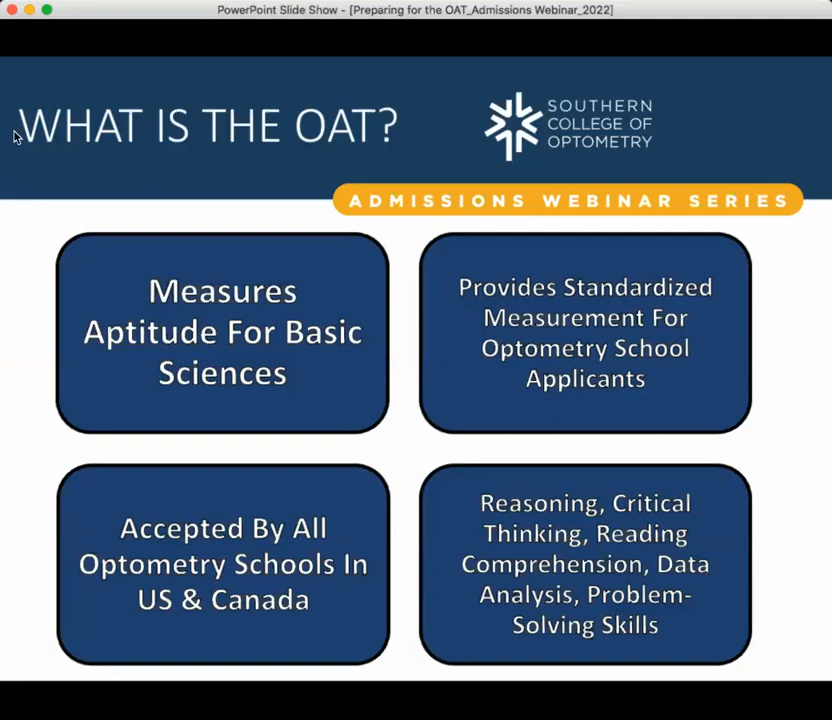 PowerPoint Slide Show - [Preparing for the OAT_Admissions Webinar_2022]
WHAT IS THE OAT?
SOUTHERN
COLLEGE OF
OPTOMETRY
ADMISSIONS WEBINAR SERIES
Measures
Aptitude For Basic
Sciences
Provides Standardized
Measurement For
Optometry School
Applicants
Accepted By All
Optometry Schools In
US & Canada
Reasoning, Critical
Thinking, Reading
Comprehension, Data
Analysis, Problem-
Solving Skills